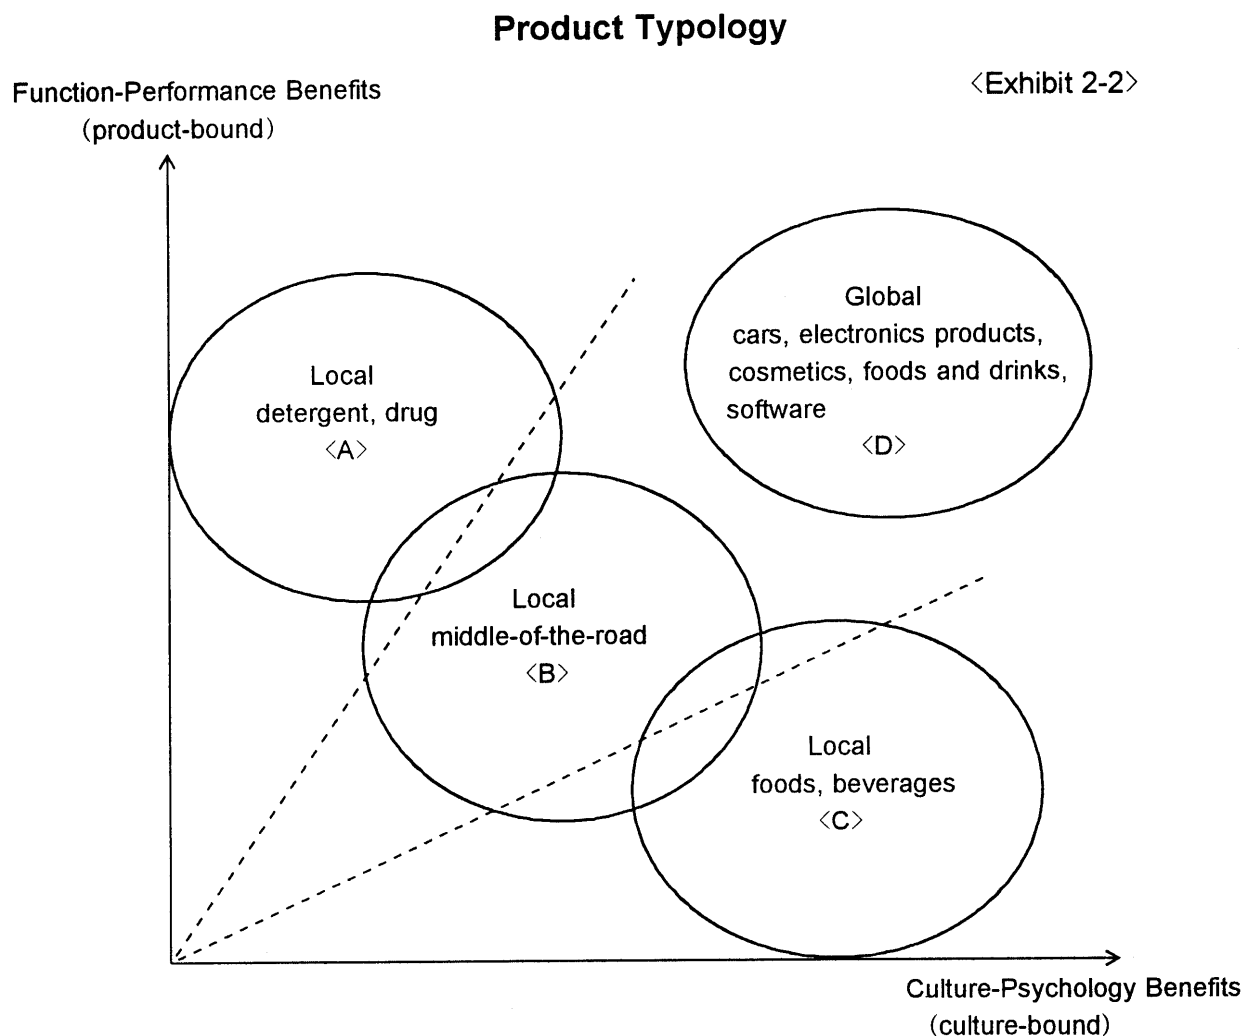 Product Typology
<Exhibit 2-2>
Function-Performance Benefits
(product-bound)
Global
cars, electronics products,
cosmetics, foods and drinks,
software
<D>
Local
detergent, drug
<A>
Local
middle-of-the-road
<B>
Local
foods, beverages
<C>
Culture-Psychology Benefits
(culture-bound)